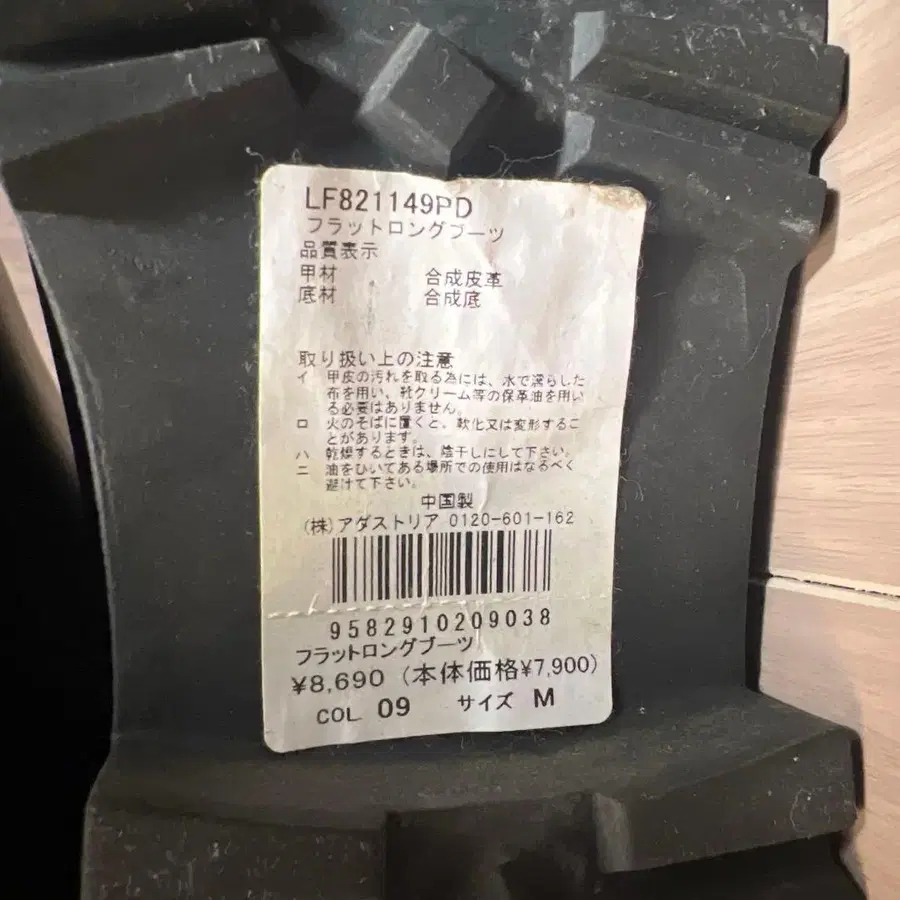 LF821149PD
フラットロングブーツ
品質表示
甲材 合成皮革
底材 合成底
取り扱い上の注意
イ 甲皮の汚れを取る為には、水で濡らした
布を用い、靴クリーム等の保革油を用い
る必要はありません。
ロ 火のそばに置くと、軟化又は変形するこ
とがあります。
ハ 乾燥するときは、陰干しにして下さい。
ニ 油をひいてある場所での使用はなるべく
避けて下さい。
中国製
(株)アダストリア 0120-601-162
9582910209038
フラットロングブーツ
¥8,690 (本体価格¥7,900)
COL 09 サイズ M